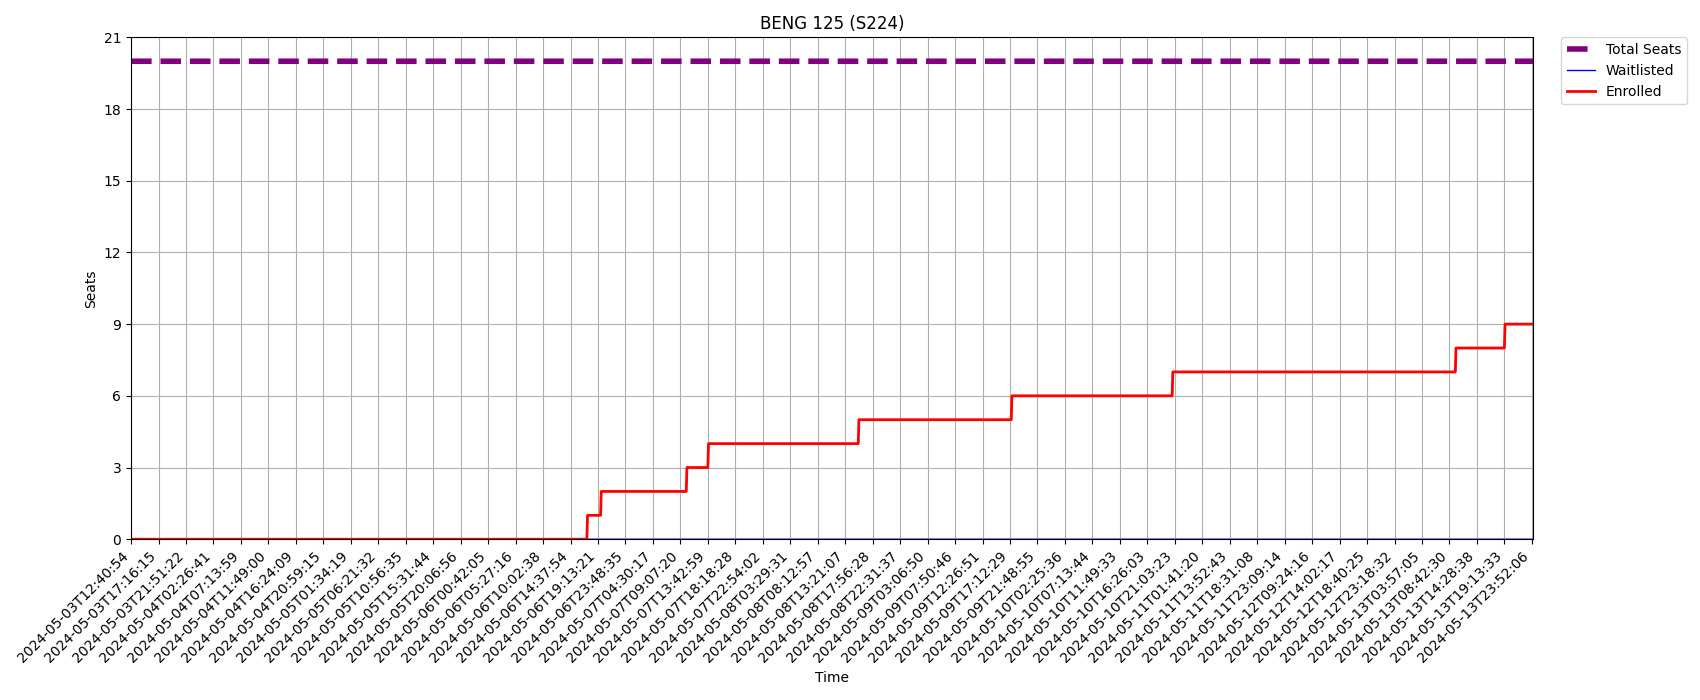 BENG 125 (S224)
Total Seats
Waitlisted
Enrolled
21
18
15
12
9
6
3
0
Seats
2024-05-03T12:40:54
2024-05-03T17:16:15
2024-05-03T21:51:22
2024-05-04T02:26:41
2024-05-04T07:13:59
2024-05-04T11:49:00
2024-05-04T16:24:09
2024-05-04T20:59:15
2024-05-05T01:34:19
2024-05-05T06:21:32
2024-05-05T10:56:35
2024-05-05T15:31:44
2024-05-05T20:06:56
2024-05-06T00:42:05
2024-05-06T05:27:16
2024-05-06T10:02:38
2024-05-06T14:37:54
2024-05-06T19:13:21
2024-05-06T23:48:35
2024-05-07T04:30:17
2024-05-07T09:07:20
2024-05-07T13:42:59
2024-05-07T18:18:28
2024-05-07T22:54:02
2024-05-08T03:29:31
2024-05-08T08:12:57
2024-05-08T13:21:07
2024-05-08T17:56:28
2024-05-08T22:31:37
2024-05-09T03:06:50
2024-05-09T07:50:46
2024-05-09T12:26:51
2024-05-09T17:12:29
2024-05-09T21:48:55
2024-05-10T02:25:36
2024-05-10T07:13:44
2024-05-10T11:49:33
2024-05-10T16:26:03
2024-05-10T21:03:23
2024-05-11T01:41:20
2024-05-11T13:52:43
2024-05-11T18:31:08
2024-05-11T23:09:14
2024-05-12T09:24:16
2024-05-12T14:02:17
2024-05-12T18:40:25
2024-05-12T23:18:32
2024-05-13T03:57:05
2024-05-13T08:42:30
2024-05-13T14:28:38
2024-05-13T19:13:33
2024-05-13T23:52:06
Time